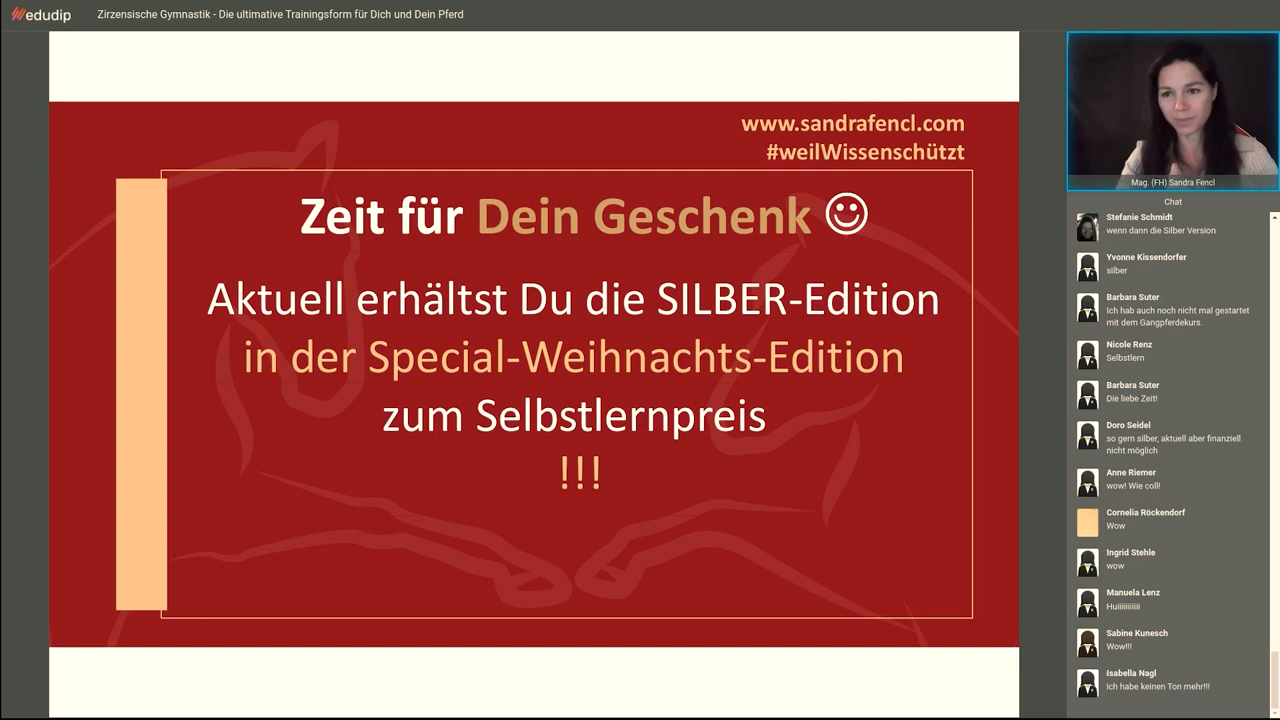 edudip
Zirzensische Gymnastik - Die ultimative Trainingsform für Dich und Dein Pferd
www.sandrafencl.com
#weilWissenschützt
Zeit für Dein Geschenk
Aktuell erhältst Du die SILBER-Edition
in der Special-Weihnachts-Edition
zum Selbstlernpreis
!!!
Mag. (FH) Sandra Fencl
Chat
Stefanie Schmidt
wenn dann die Silber Version
Yvonne Kissendorfer
silber
Barbara Suter
Ich hab auch noch nicht mal gestartet
mit dem Gangpferdekurs.
Nicole Renz
Selbstlern
Barbara Suter
Die liebe Zeit!
Doro Seidel
so gern silber, aktuell aber finanziell
nicht möglich
Anne Riemer
wow! Wie coll!
Cornelia Röckendorf
Wow
Ingrid Stehle
wow
Manuela Lenz
Huiiiiiiiiiii
Sabine Kunesch
Wow!!!
Isabella Nagl
ich habe keinen Ton mehr!!!